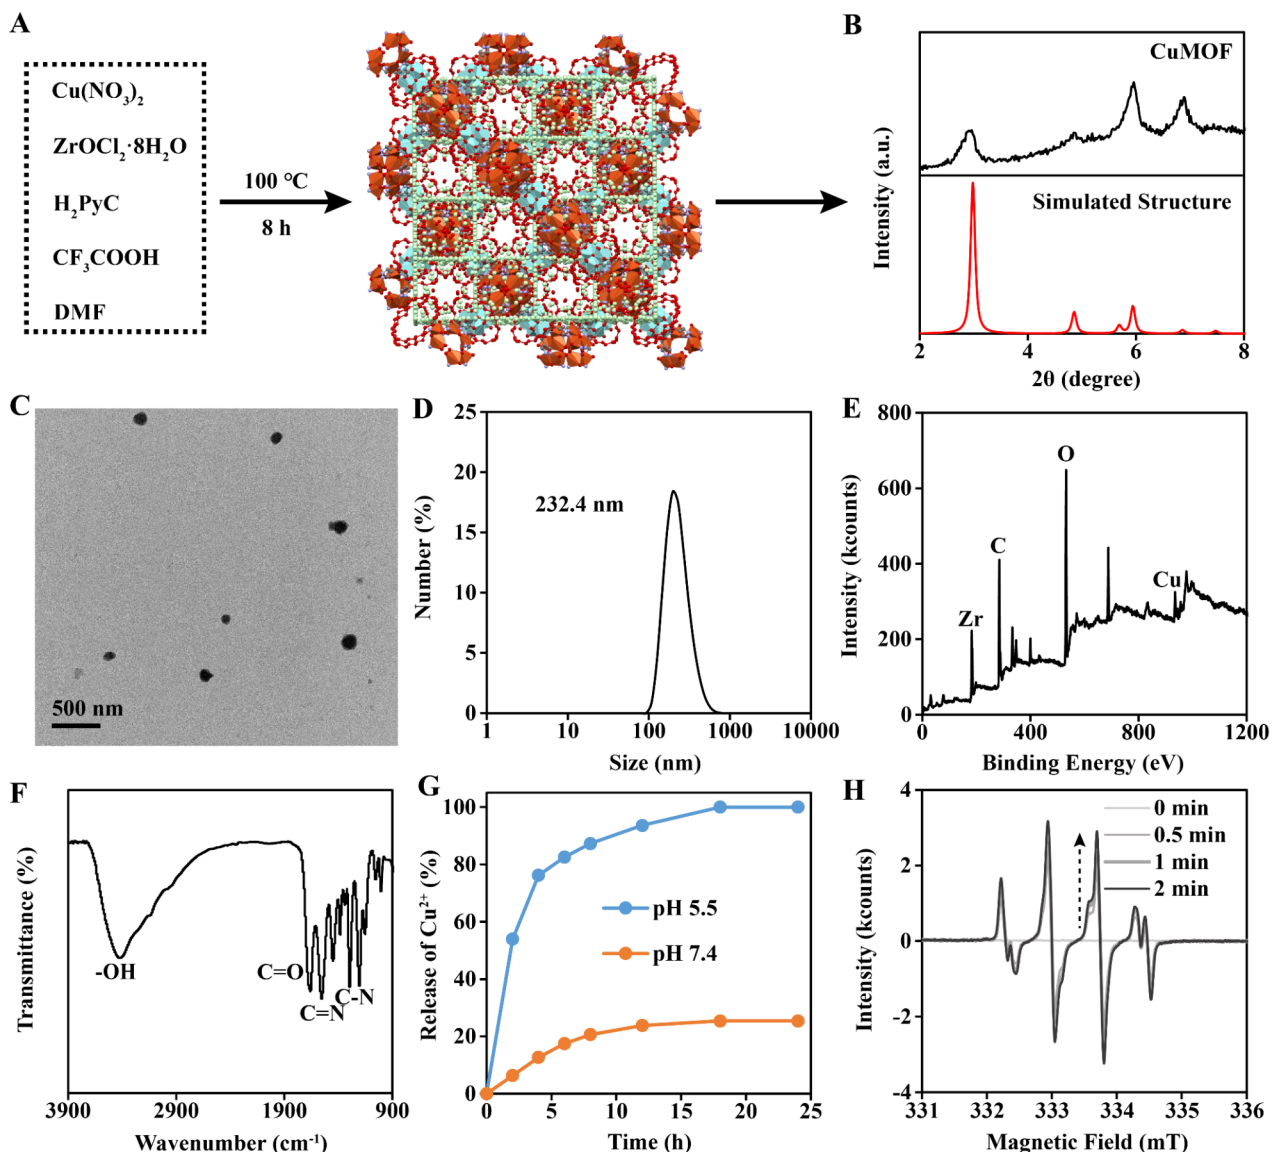 A
Cu(NO₃)₂
ZrOCl₂·8H₂O
H₂PyC
CF₃COOH
DMF
100 °C
8 h
B
CuMOF
Simulated Structure
Intensity (a.u.)
2 4 6 8
2θ (degree)
C
500 nm
D
25
20
15
10
5
0
Number (%)
232.4 nm
1 10 100 1000 10000
Size (nm)
E
800
600
400
200
0
Intensity (kcounts)
Zr
C
O
Cu
0 400 800 1200
Binding Energy (eV)
F
Transmittance (%)
-OH
C=O
C=N
C-N
3900 2900 1900 900
Wavenumber (cm⁻¹)
G
100
80
60
40
20
0
Release of Cu²⁺ (%)
pH 5.5
pH 7.4
0 5 10 15 20 25
Time (h)
H
4
2
0
-2
-4
Intensity (kcounts)
0 min
0.5 min
1 min
2 min
331 332 333 334 335 336
Magnetic Field (mT)